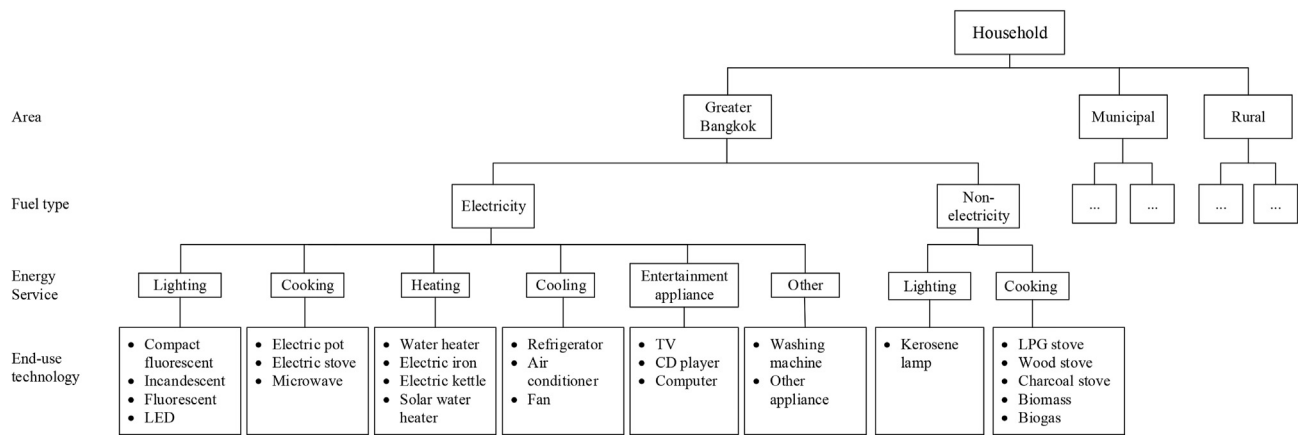 Household
Area
Greater
Bangkok
Municipal
Rural
Fuel type
Electricity
Non-
electricity
...
...
...
...
Energy
Service
Lighting
Cooking
Heating
Cooling
Entertainment
appliance
Other
Lighting
Cooking
End-use
technology
• Compact
fluorescent
• Incandescent
• Fluorescent
• LED
• Electric pot
• Electric stove
• Microwave
• Water heater
• Electric iron
• Electric kettle
• Solar water
heater
• Refrigerator
• Air
conditioner
• Fan
• TV
• CD player
• Computer
• Washing
machine
• Other
appliance
• Kerosene
lamp
• LPG stove
• Wood stove
• Charcoal stove
• Biomass
• Biogas